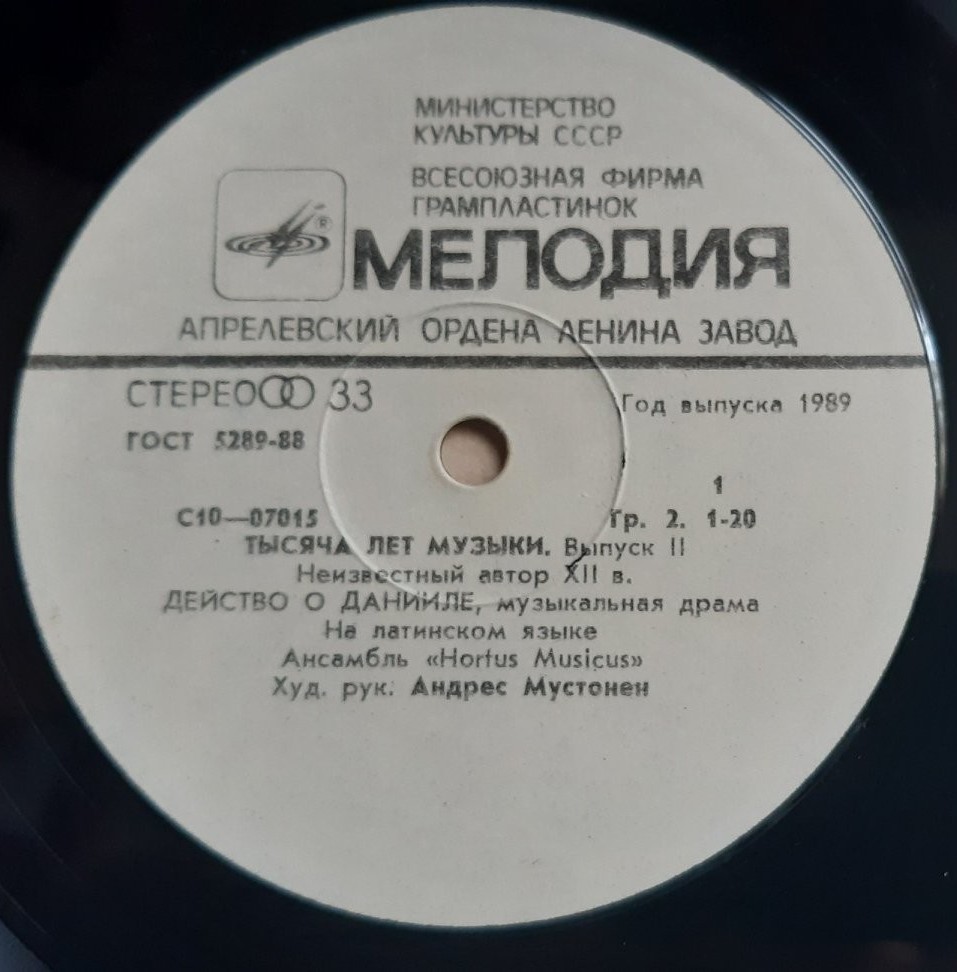 МИНИСТЕРСТВО
КУЛЬТУРЫ СССР
ВСЕСОЮЗНАЯ ФИРМА
ГРАМПЛАСТИНОК
®
МЕЛОДИЯ
АПРЕЛЕВСКИЙ ОРДЕНА ЛЕНИНА ЗАВОД
СТЕРЕО 33
Год выпуска 1989
ГОСТ 5289-88
1
С10—07015
Гр. 2. 1-20
ТЫСЯЧА ЛЕТ МУЗЫКИ. Выпуск II
Неизвестный автор XII в.
ДЕЙСТВО О ДАНИИЛЕ, музыкальная драма
На латинском языке
Ансамбль «Hortus Musicus»
Худ. рук. Андрес Мустонен